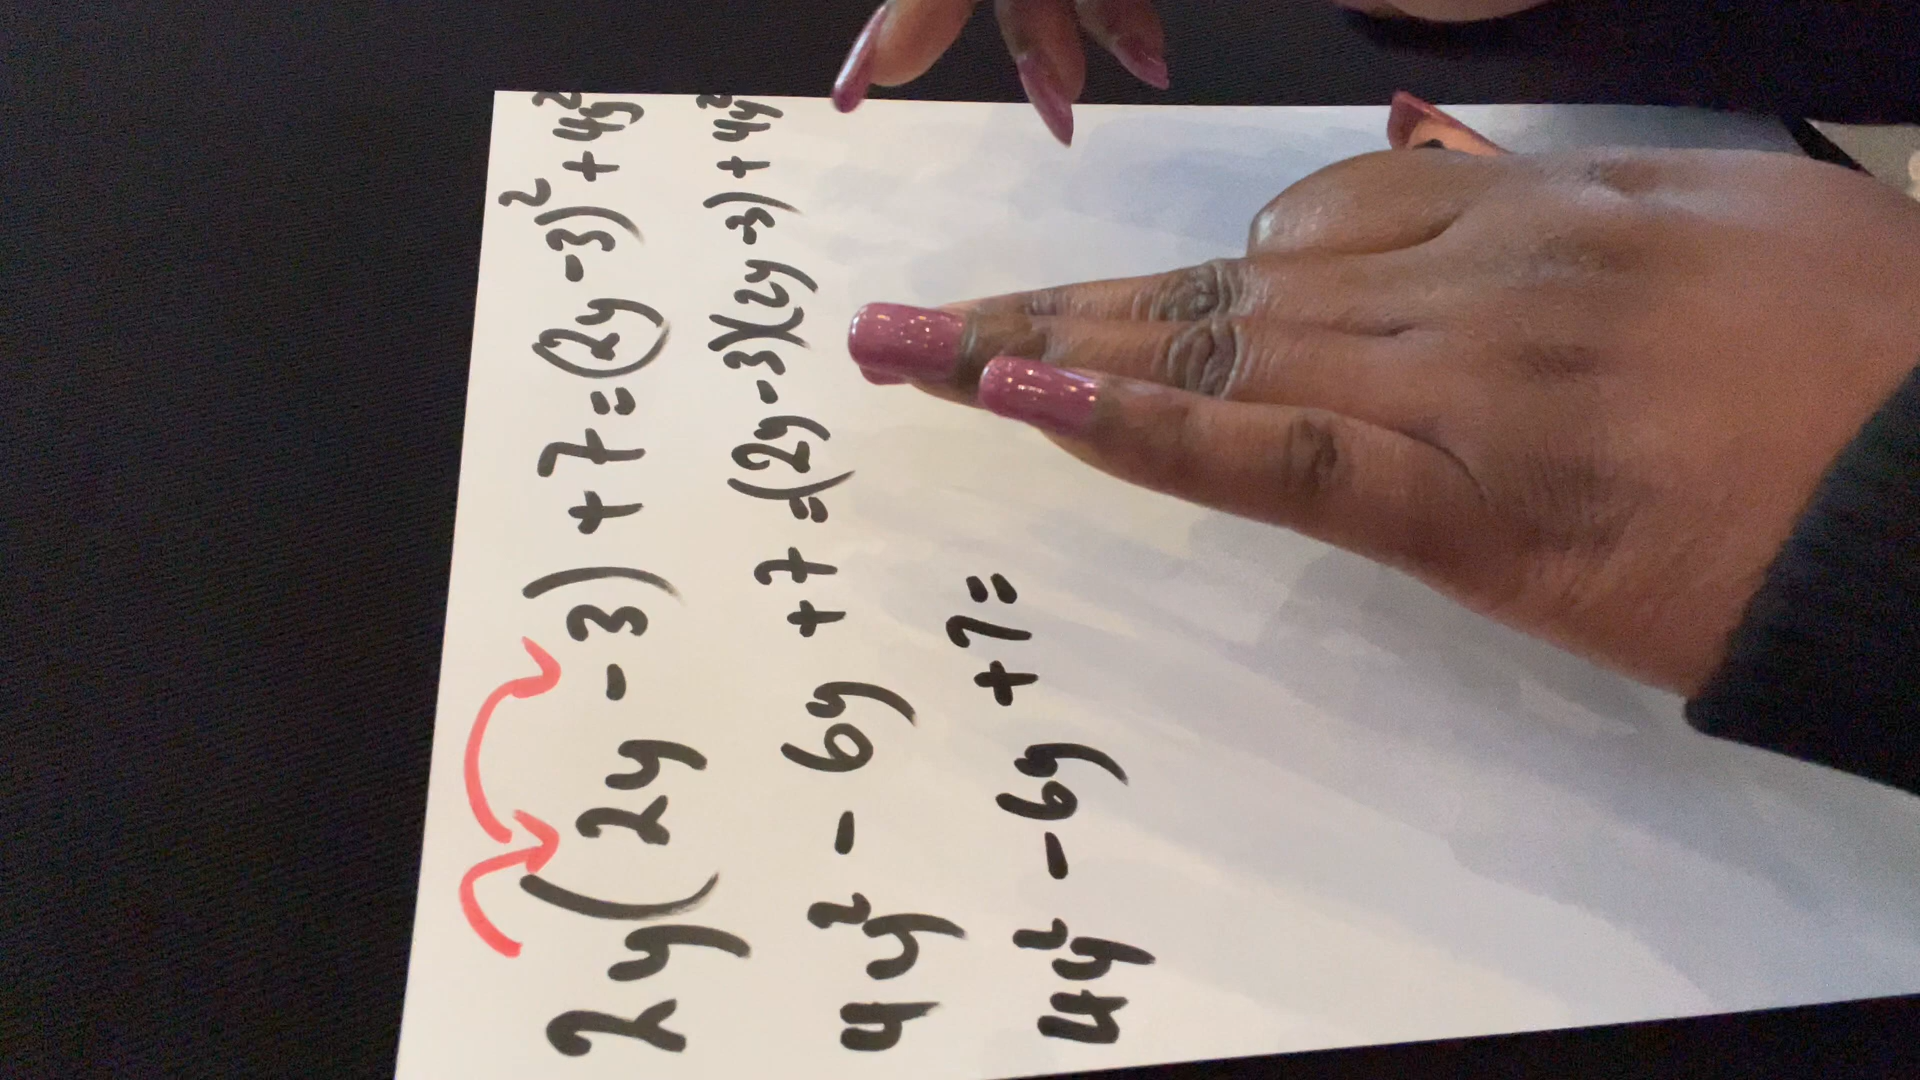 2y(2y - 3) + 7 = (2y - 3)² + 4y²
4y² - 6y + 7 = (2y - 3)(2y - 3) + 4y²
4y² - 6y + 7 =